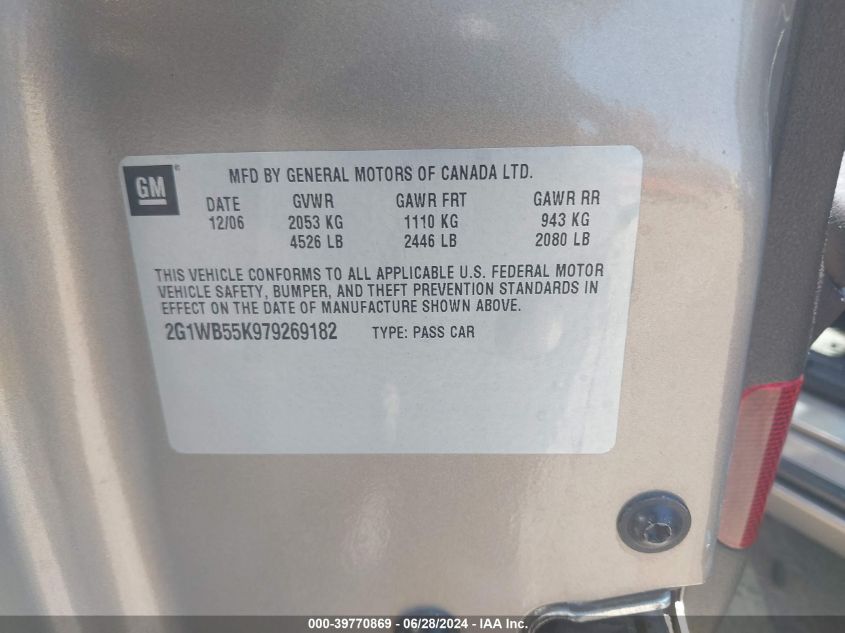 GM®
MFD BY GENERAL MOTORS OF CANADA LTD.
DATE GVWR GAWR FRT GAWR RR
12/06 2053 KG 1110 KG 943 KG
4526 LB 2446 LB 2080 LB
THIS VEHICLE CONFORMS TO ALL APPLICABLE U.S. FEDERAL MOTOR
VEHICLE SAFETY, BUMPER, AND THEFT PREVENTION STANDARDS IN
EFFECT ON THE DATE OF MANUFACTURE SHOWN ABOVE.
2G1WB55K979269182 TYPE: PASS CAR
000-39770869 / 06/28/2024 - IAA Inc.